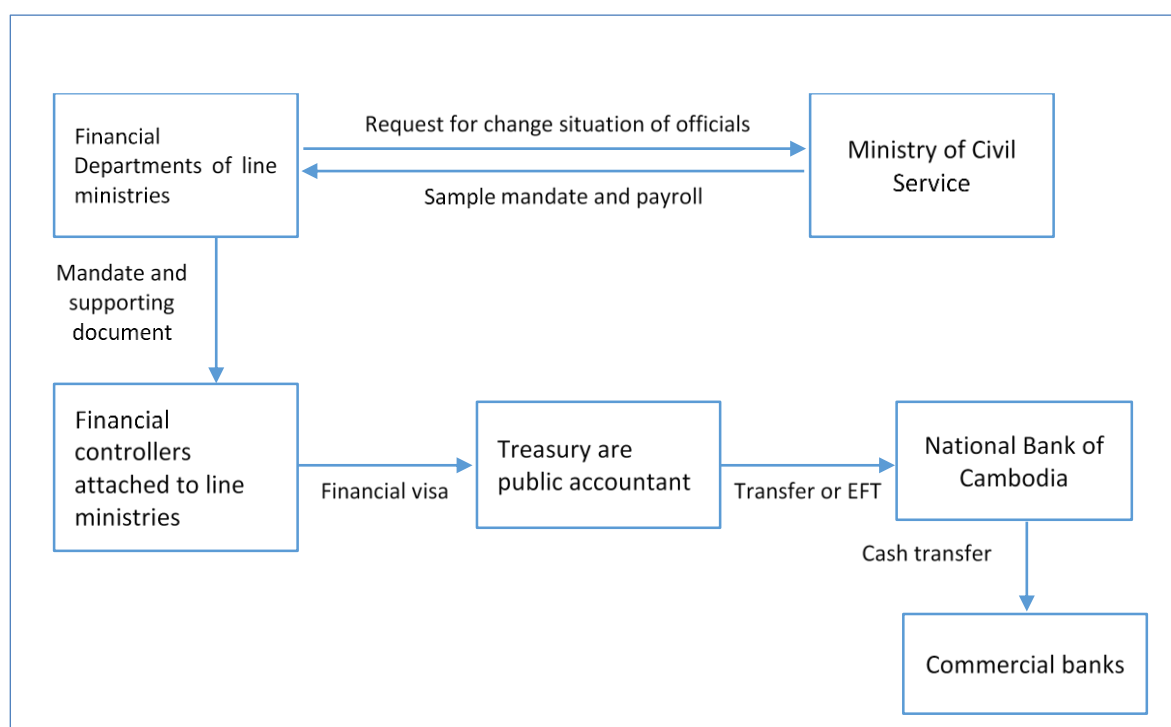 Financial
Departments of line
ministries
Request for change situation of officials
Sample mandate and payroll
Ministry of Civil
Service
Mandate and
supporting
document
Financial
controllers
attached to line
ministries
Financial visa
Treasury are
public accountant
Transfer or EFT
National Bank of
Cambodia
Cash transfer
Commercial banks